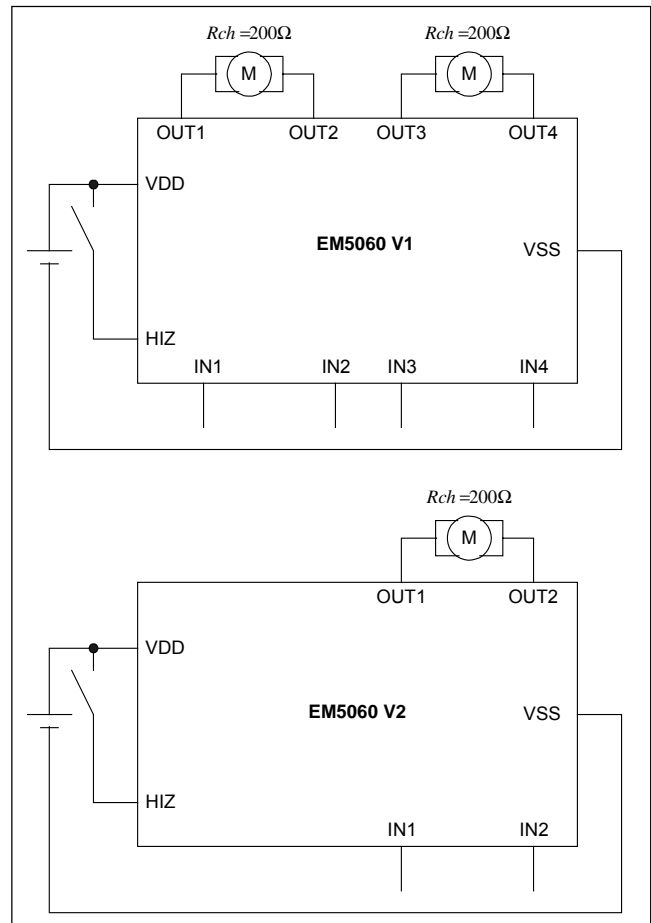 Rch =200Ω Rch =200Ω
M M
OUT1 OUT2 OUT3 OUT4
VDD
EM5060 V1 VSS
HIZ
IN1 IN2 IN3 IN4
Rch =200Ω
M
OUT1 OUT2
VDD
EM5060 V2 VSS
HIZ
IN1 IN2